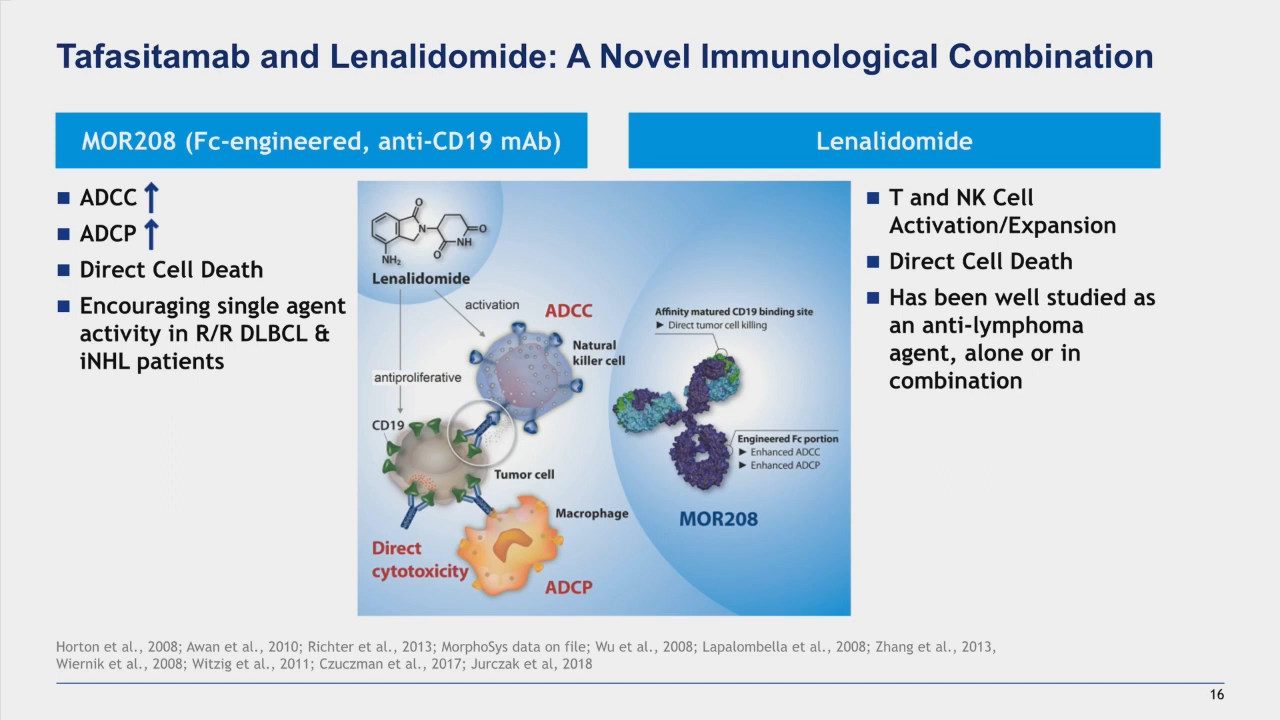 Tafasitamab and Lenalidomide: A Novel Immunological Combination
MOR208 (Fc-engineered, anti-CD19 mAb)
Lenalidomide
■ ADCC ↑
■ ADCP ↑
■ Direct Cell Death
■ Encouraging single agent
activity in R/R DLBCL &
iNHL patients
O
N
O
NH
O
NH₂
Lenalidomide
activation
ADCC
Natural
killer cell
antiproliferative
CD19
Tumor cell
Macrophage
Direct
cytotoxicity
ADCP
Affinity matured CD19 binding site
► Direct tumor cell killing
Engineered Fc portion
► Enhanced ADCC
► Enhanced ADCP
MOR208
■ T and NK Cell
Activation/Expansion
■ Direct Cell Death
■ Has been well studied as
an anti-lymphoma
agent, alone or in
combination
Horton et al., 2008; Awan et al., 2010; Richter et al., 2013; MorphoSys data on file; Wu et al., 2008; Lapalombella et al., 2008; Zhang et al., 2013,
Wiernik et al., 2008; Witzig et al., 2011; Czuczman et al., 2017; Jurczak et al, 2018
16